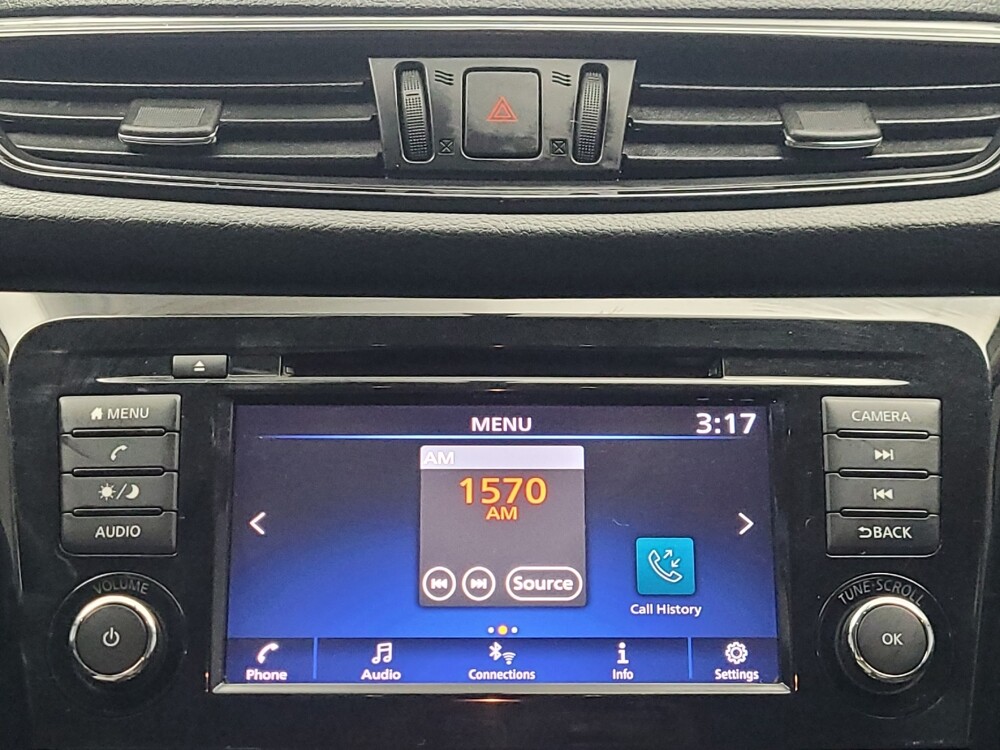 MENU
AUDIO
VOLUME
MENU 3:17
AM
1570
AM
Source
Call History
Phone Audio Connections Info Settings
CAMERA
BACK
TUNE·SCROLL
OK